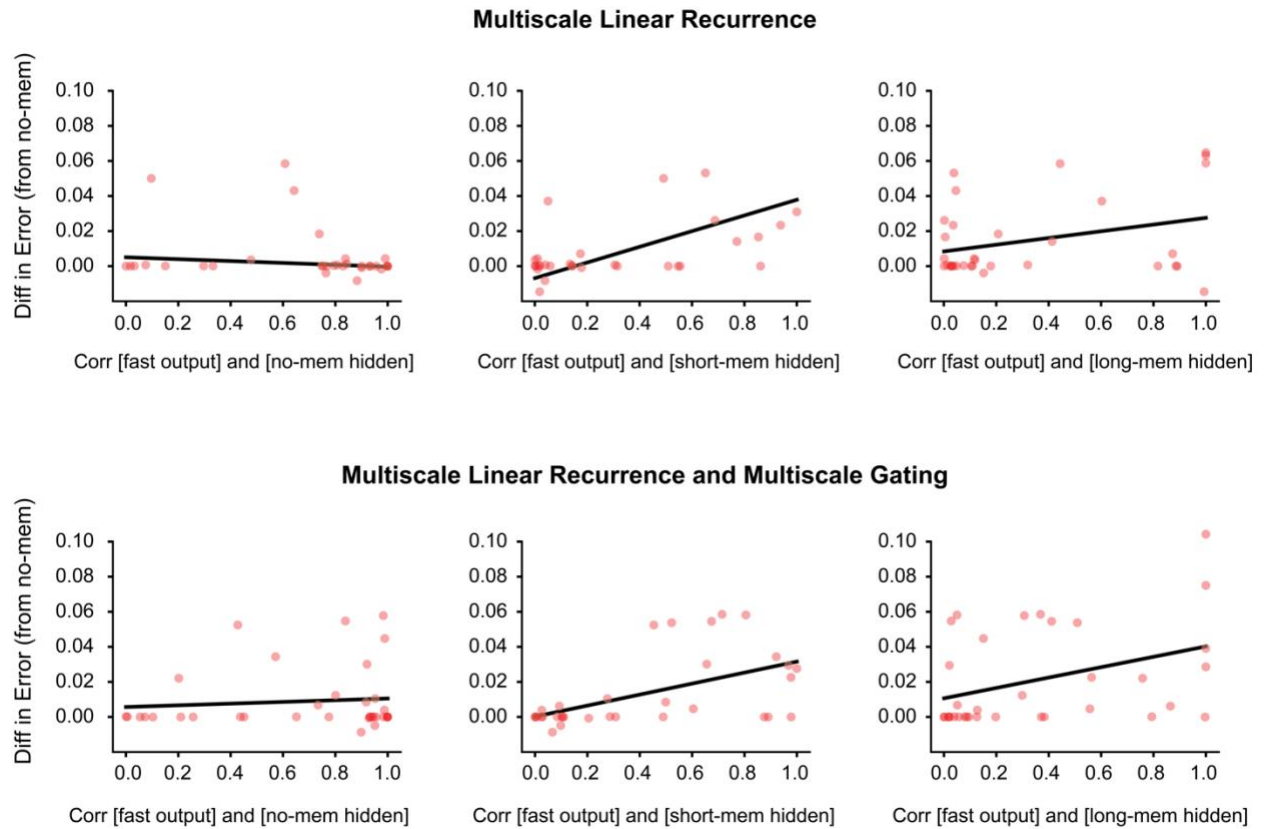 Multiscale Linear Recurrence
Diff in Error (from no-mem)
0.10
0.08
0.06
0.04
0.02
0.00
0.0 0.2 0.4 0.6 0.8 1.0
Corr [fast output] and [no-mem hidden]
0.10
0.08
0.06
0.04
0.02
0.00
0.0 0.2 0.4 0.6 0.8 1.0
Corr [fast output] and [short-mem hidden]
0.10
0.08
0.06
0.04
0.02
0.00
0.0 0.2 0.4 0.6 0.8 1.0
Corr [fast output] and [long-mem hidden]
Multiscale Linear Recurrence and Multiscale Gating
Diff in Error (from no-mem)
0.10
0.08
0.06
0.04
0.02
0.00
0.0 0.2 0.4 0.6 0.8 1.0
Corr [fast output] and [no-mem hidden]
0.10
0.08
0.06
0.04
0.02
0.00
0.0 0.2 0.4 0.6 0.8 1.0
Corr [fast output] and [short-mem hidden]
0.10
0.08
0.06
0.04
0.02
0.00
0.0 0.2 0.4 0.6 0.8 1.0
Corr [fast output] and [long-mem hidden]